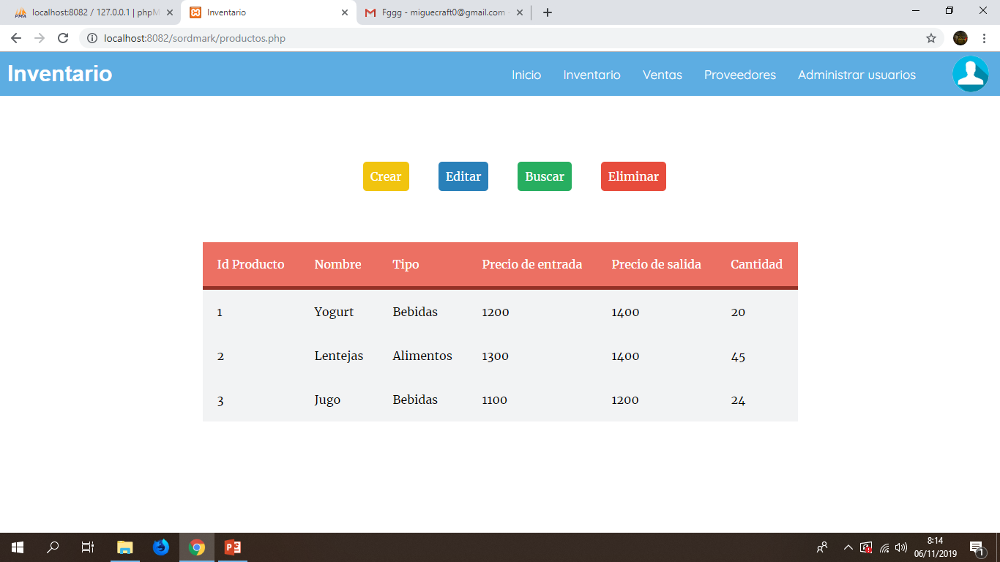 localhost:8082 / 127.0.0.1 | phpM
Inventario
Fggg - miguecraft0@gmail.com
localhost:8082/sordmark/productos.php
Inventario
Inicio Inventario Ventas Proveedores Administrar usuarios
Crear Editar Buscar Eliminar
Id Producto Nombre Tipo Precio de entrada Precio de salida Cantidad
1 Yogurt Bebidas 1200 1400 20
2 Lentejas Alimentos 1300 1400 45
3 Jugo Bebidas 1100 1200 24
8:14
06/11/2019
1